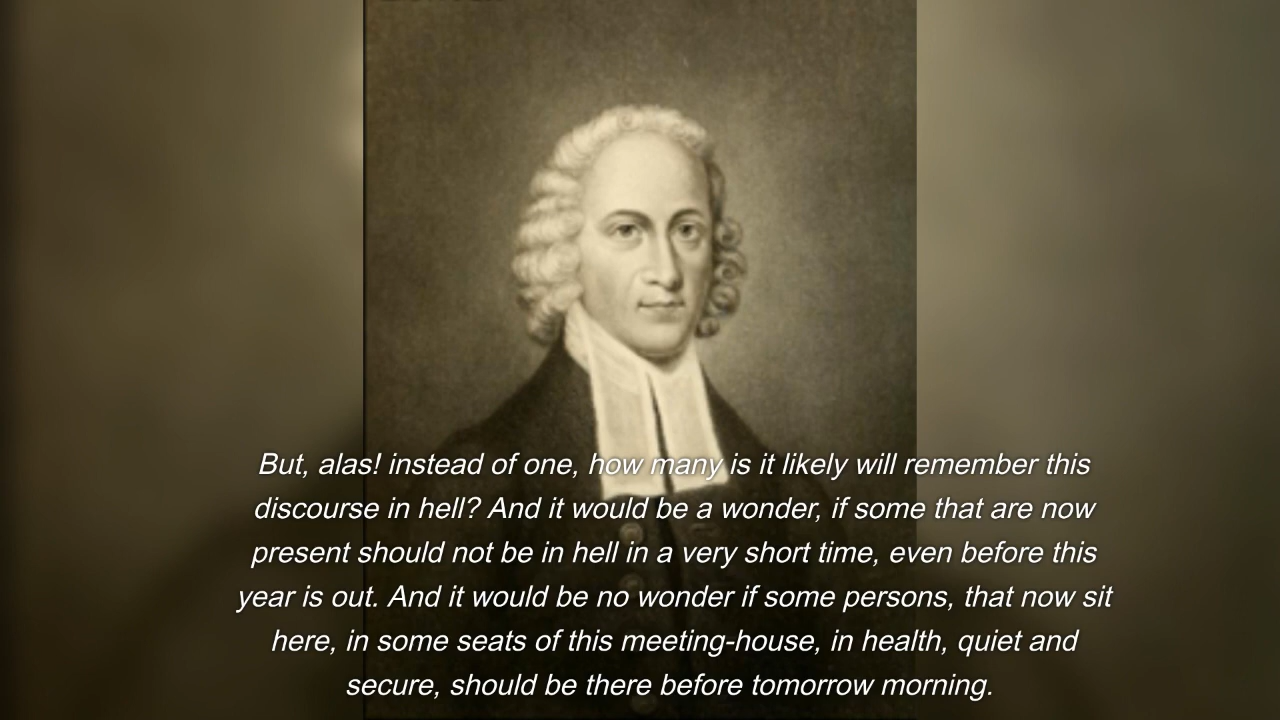 But, alas! instead of one, how many is it likely will remember this
discourse in hell? And it would be a wonder, if some that are now
present should not be in hell in a very short time, even before this
year is out. And it would be no wonder if some persons, that now sit
here, in some seats of this meeting-house, in health, quiet and
secure, should be there before tomorrow morning.